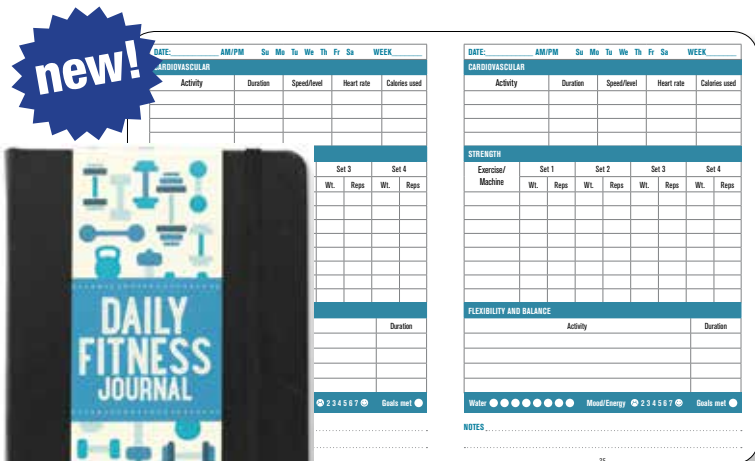 new!
DATE: AM/PM Su Mo Tu We Th Fr Sa WEEK
CARDIOVASCULAR
Activity Duration Speed/level Heart rate Calories used
Set 3 Set 4
Wt. Reps Wt. Reps
Duration
2 3 4 5 6 7 Goals met
DAILY
FITNESS
JOURNAL
DATE: AM/PM Su Mo Tu We Th Fr Sa WEEK
CARDIOVASCULAR
Activity Duration Speed/level Heart rate Calories used
STRENGTH
Exercise/ Set 1 Set 2 Set 3 Set 4
Machine Wt. Reps Wt. Reps Wt. Reps Wt. Reps
FLEXIBILITY AND BALANCE
Activity Duration
Water Mood/Energy 2 3 4 5 6 7 Goals met
NOTES